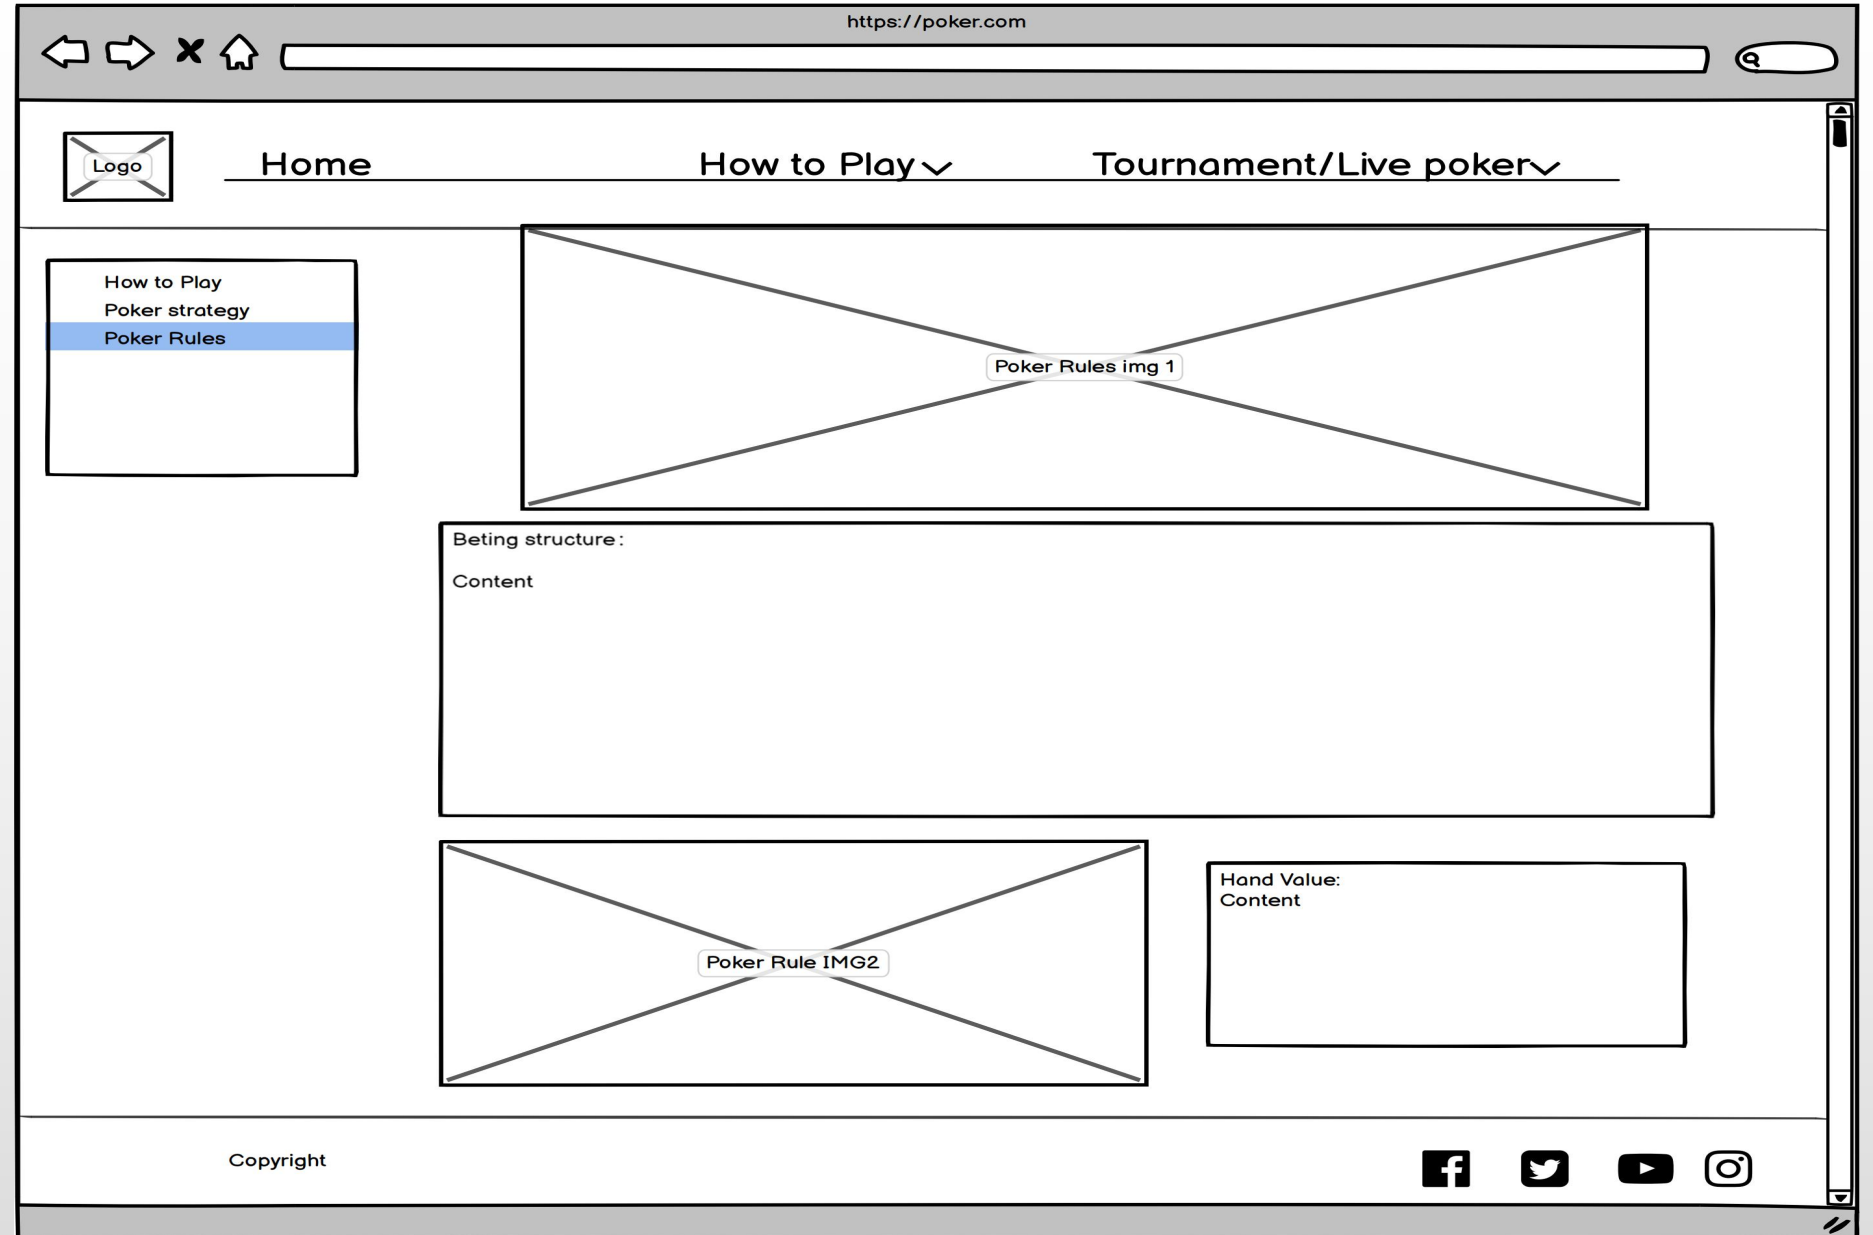 https://poker.com
Logo
Home
How to Play
Tournament/Live poker
How to Play
Poker strategy
Poker Rules
Poker Rules img 1
Beting structure:
Content
Poker Rule IMG2
Hand Value:
Content
Copyright